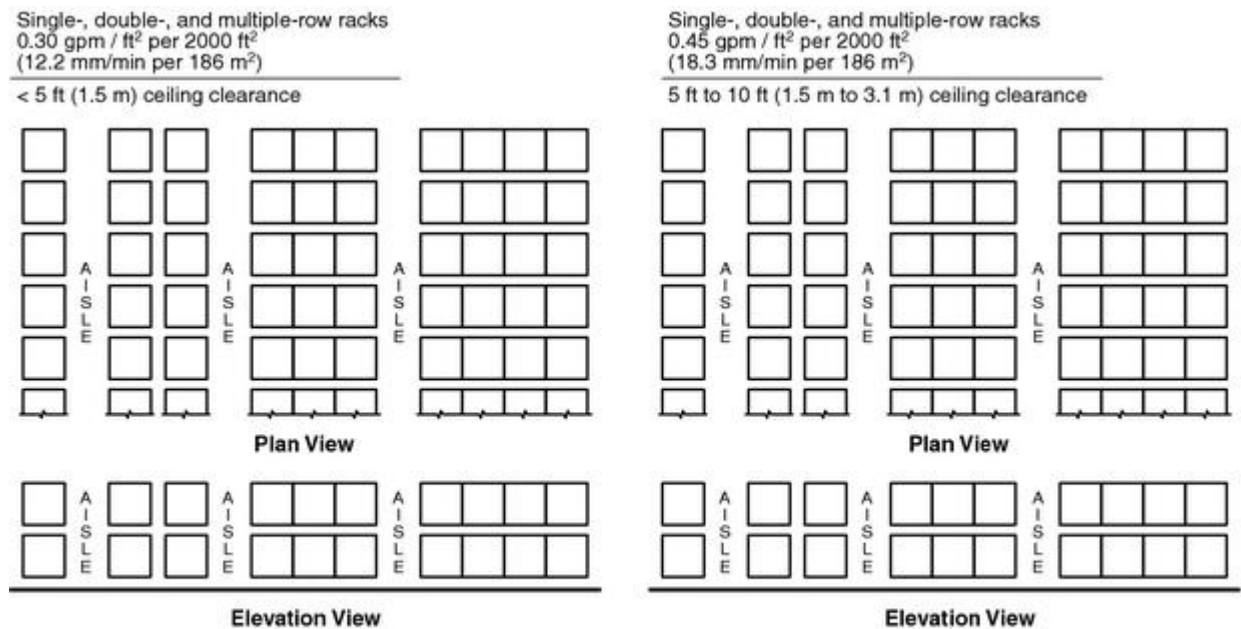 Single-, double-, and multiple-row racks
0.30 gpm / ft² per 2000 ft²
(12.2 mm/min per 186 m²)
< 5 ft (1.5 m) ceiling clearance
AISLE
AISLE
AISLE
Plan View
AISLE
AISLE
AISLE
Elevation View
Single-, double-, and multiple-row racks
0.45 gpm / ft² per 2000 ft²
(18.3 mm/min per 186 m²)
5 ft to 10 ft (1.5 m to 3.1 m) ceiling clearance
AISLE
AISLE
AISLE
Plan View
AISLE
AISLE
AISLE
Elevation View